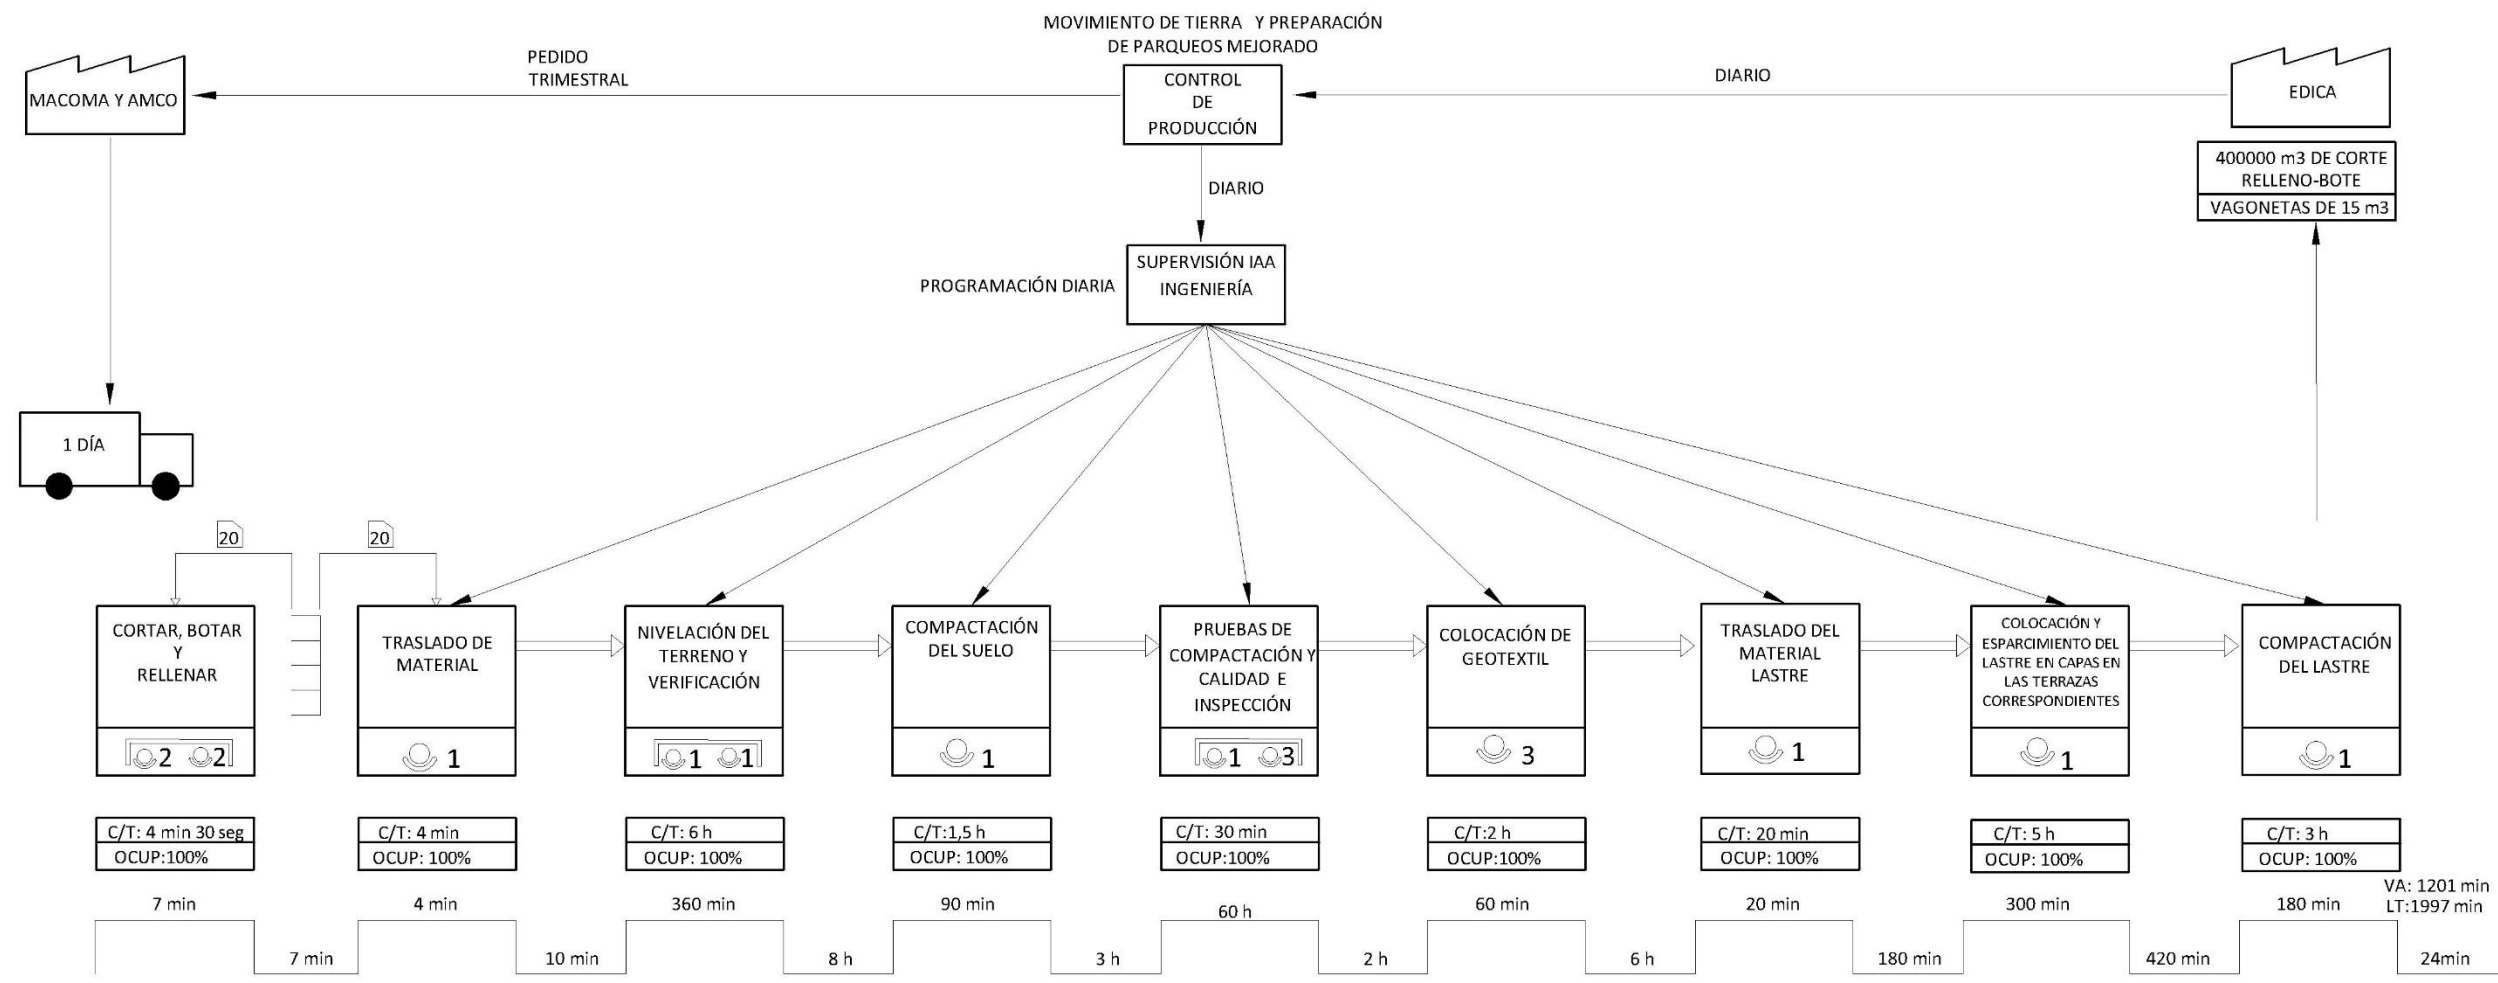 MOVIMIENTO DE TIERRA Y PREPARACIÓN
DE PARQUEOS MEJORADO
MACOMA Y AMCO
PEDIDO
TRIMESTRAL
CONTROL
DE
PRODUCCIÓN
DIARIO
EDICA
400000 m3 DE CORTE
RELLENO-BOTE
VAGONETAS DE 15 m3
DIARIO
PROGRAMACIÓN DIARIA
SUPERVISIÓN IAA
INGENIERÍA
1 DÍA
20
20
CORTAR, BOTAR
Y
RELLENAR
2 2
TRASLADO DE
MATERIAL
1
NIVELACIÓN DEL
TERRENO Y
VERIFICACIÓN
1 1
COMPACTACIÓN
DEL SUELO
1
PRUEBAS DE
COMPACTACIÓN Y
CALIDAD E
INSPECCIÓN
1 3
COLOCACIÓN DE
GEOTEXTIL
3
TRASLADO DEL
MATERIAL
LASTRE
1
COLOCACIÓN Y
ESPARCIMIENTO DEL
LASTRE EN CAPAS EN
LAS TERRAZAS
CORRESPONDIENTES
1
COMPACTACIÓN
DEL LASTRE
1
C/T: 4 min 30 seg
OCUP:100%
C/T: 4 min
OCUP: 100%
C/T: 6 h
OCUP: 100%
C/T:1,5 h
OCUP: 100%
C/T: 30 min
OCUP:100%
C/T:2 h
OCUP:100%
C/T: 20 min
OCUP: 100%
C/T: 5 h
OCUP: 100%
C/T: 3 h
OCUP: 100%
VA: 1201 min
LT:1997 min
7 min
4 min
360 min
90 min
60 h
60 min
20 min
300 min
180 min
7 min
10 min
8 h
3 h
2 h
6 h
180 min
420 min
24min